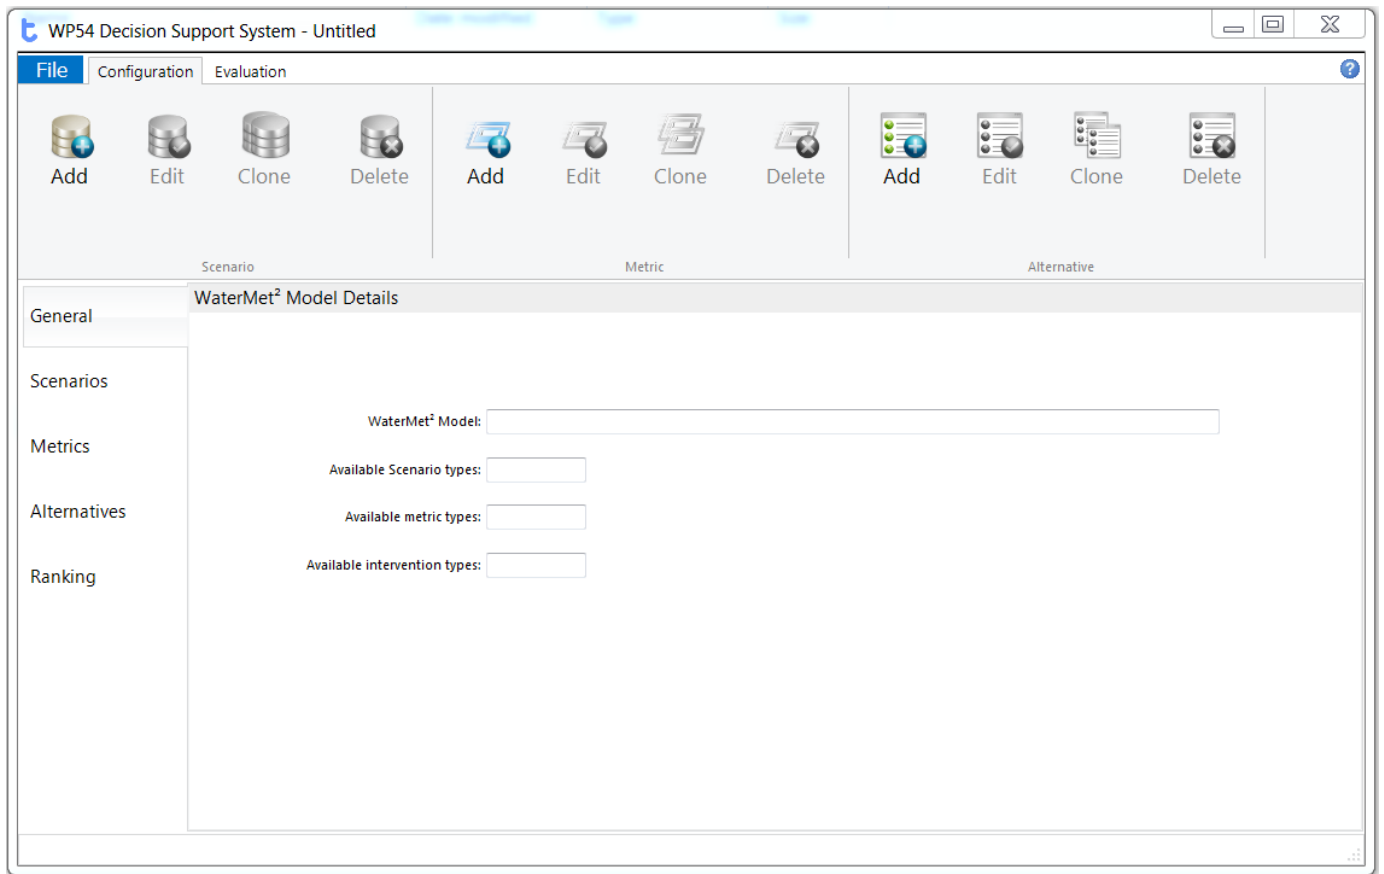 WP54 Decision Support System - Untitled
File Configuration Evaluation
Add Edit Clone Delete Add Edit Clone Delete Add Edit Clone Delete
Scenario Metric Alternative
General
WaterMet² Model Details
Scenarios
WaterMet² Model:
Metrics
Available Scenario types:
Alternatives
Available metric types:
Ranking
Available intervention types: